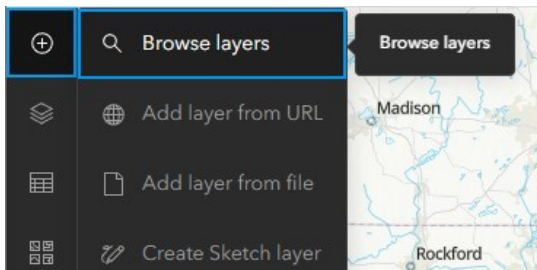 Browse layers
Browse layers
Madison
Add layer from URL
Add layer from file
Create Sketch layer
Rockford